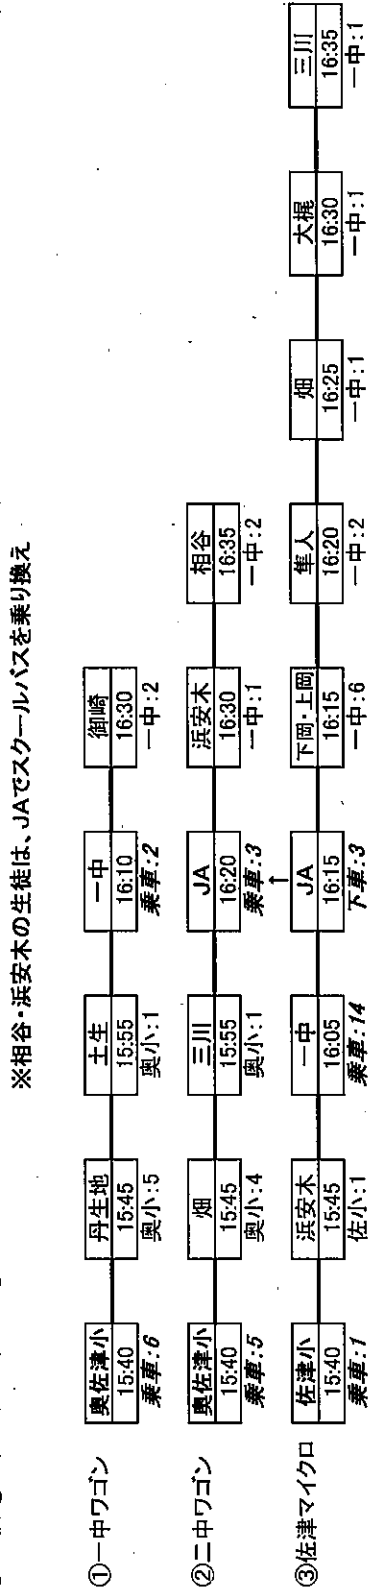 ※相谷・浜安木の生徒は、JAでスクールバスを乗り換え
①一中ワゴン
奥佐津小 丹生地 土生 一中 御崎
15:40 15:45 15:55 16:10 16:30
乗車:6 奥小:5 奥小:1 乗車:2 一中:2
②二中ワゴン
奥佐津小 畑 三川 JA 浜安木 相谷
15:40 15:45 15:55 16:20 16:30 16:35
乗車:5 奥小:4 奥小:1 乗車:3 一中:1 一中:2
↑
③佐津マイクロ
佐津小 浜安木 一中 JA 下岡・上岡 隼人 畑 大梶 三川
15:40 15:45 16:05 16:15 16:15 16:20 16:25 16:30 16:35
乗車:1 佐小:1 乗車:14 下車:3 一中:6 一中:2 一中:1 一中:1 一中:1